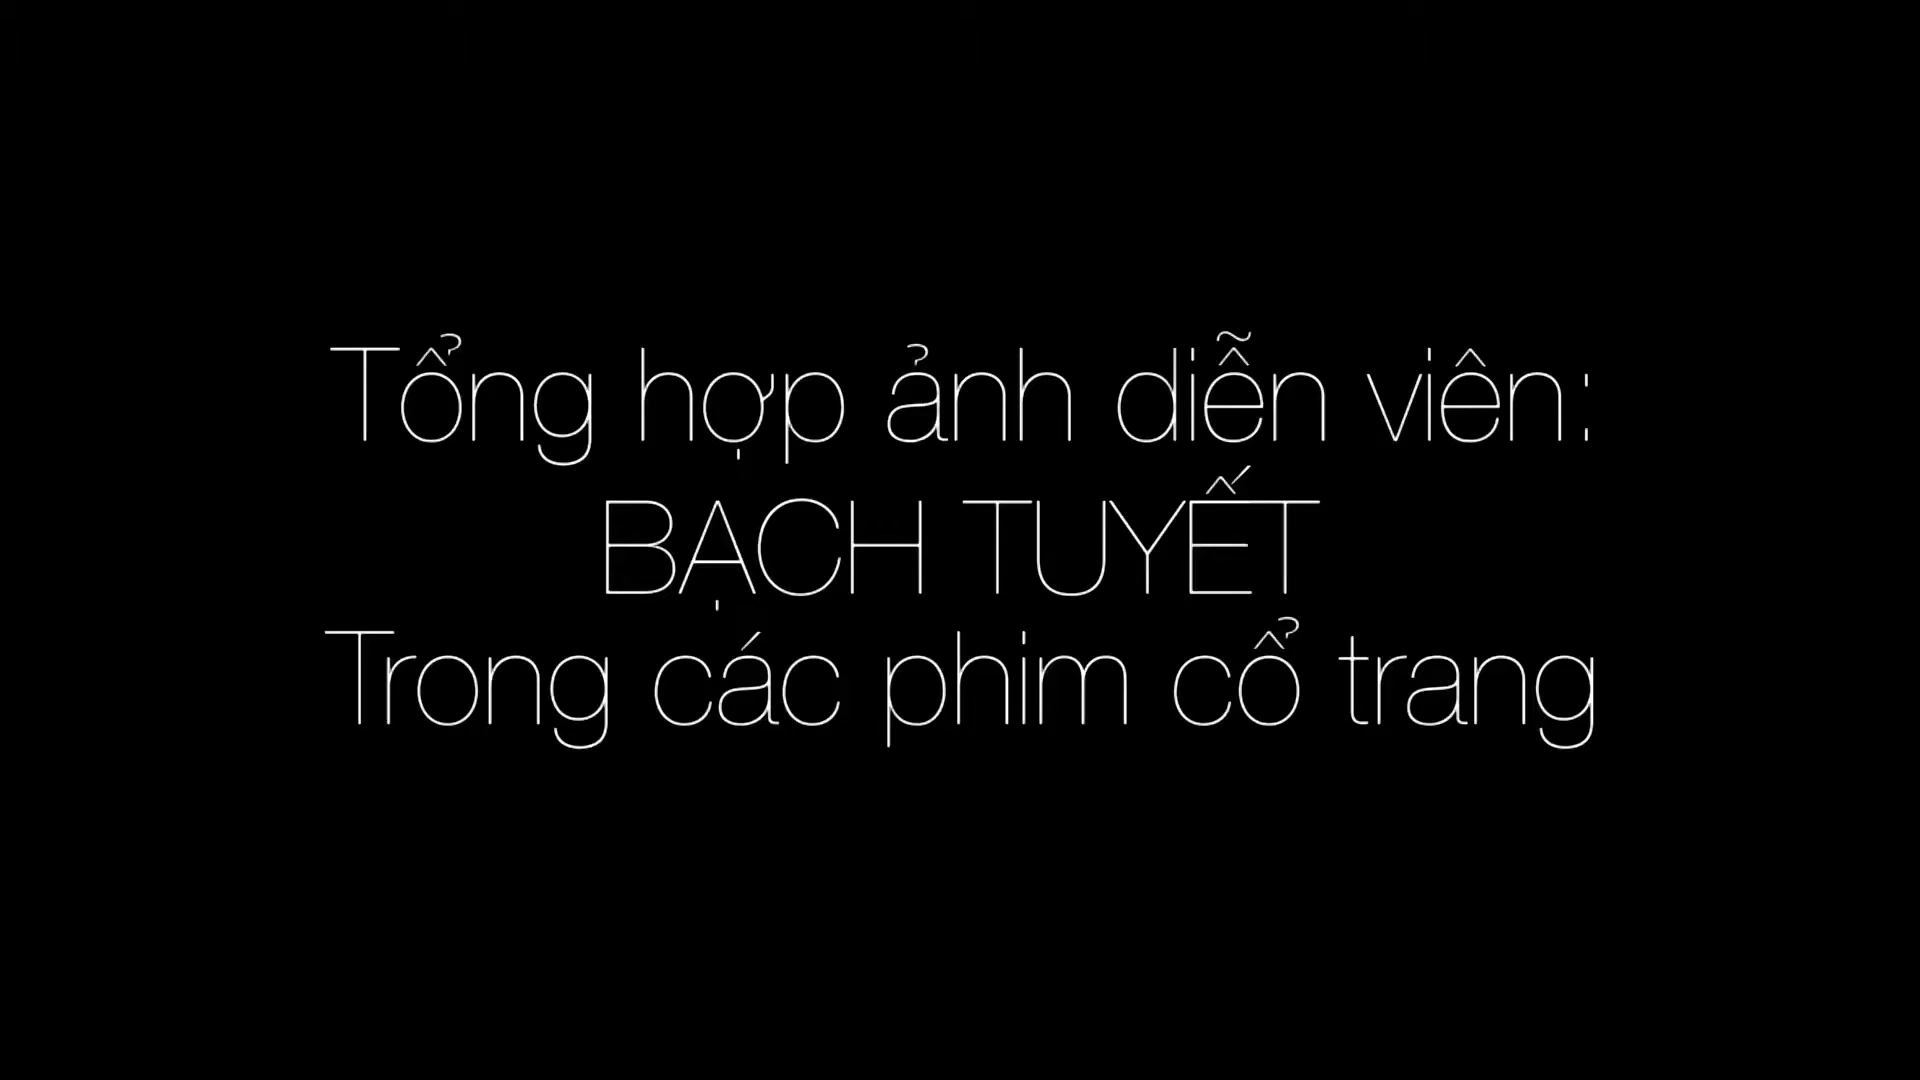 Tổng hợp ảnh diễn viên:
BẠCH TUYẾT
Trong các phim cổ trang